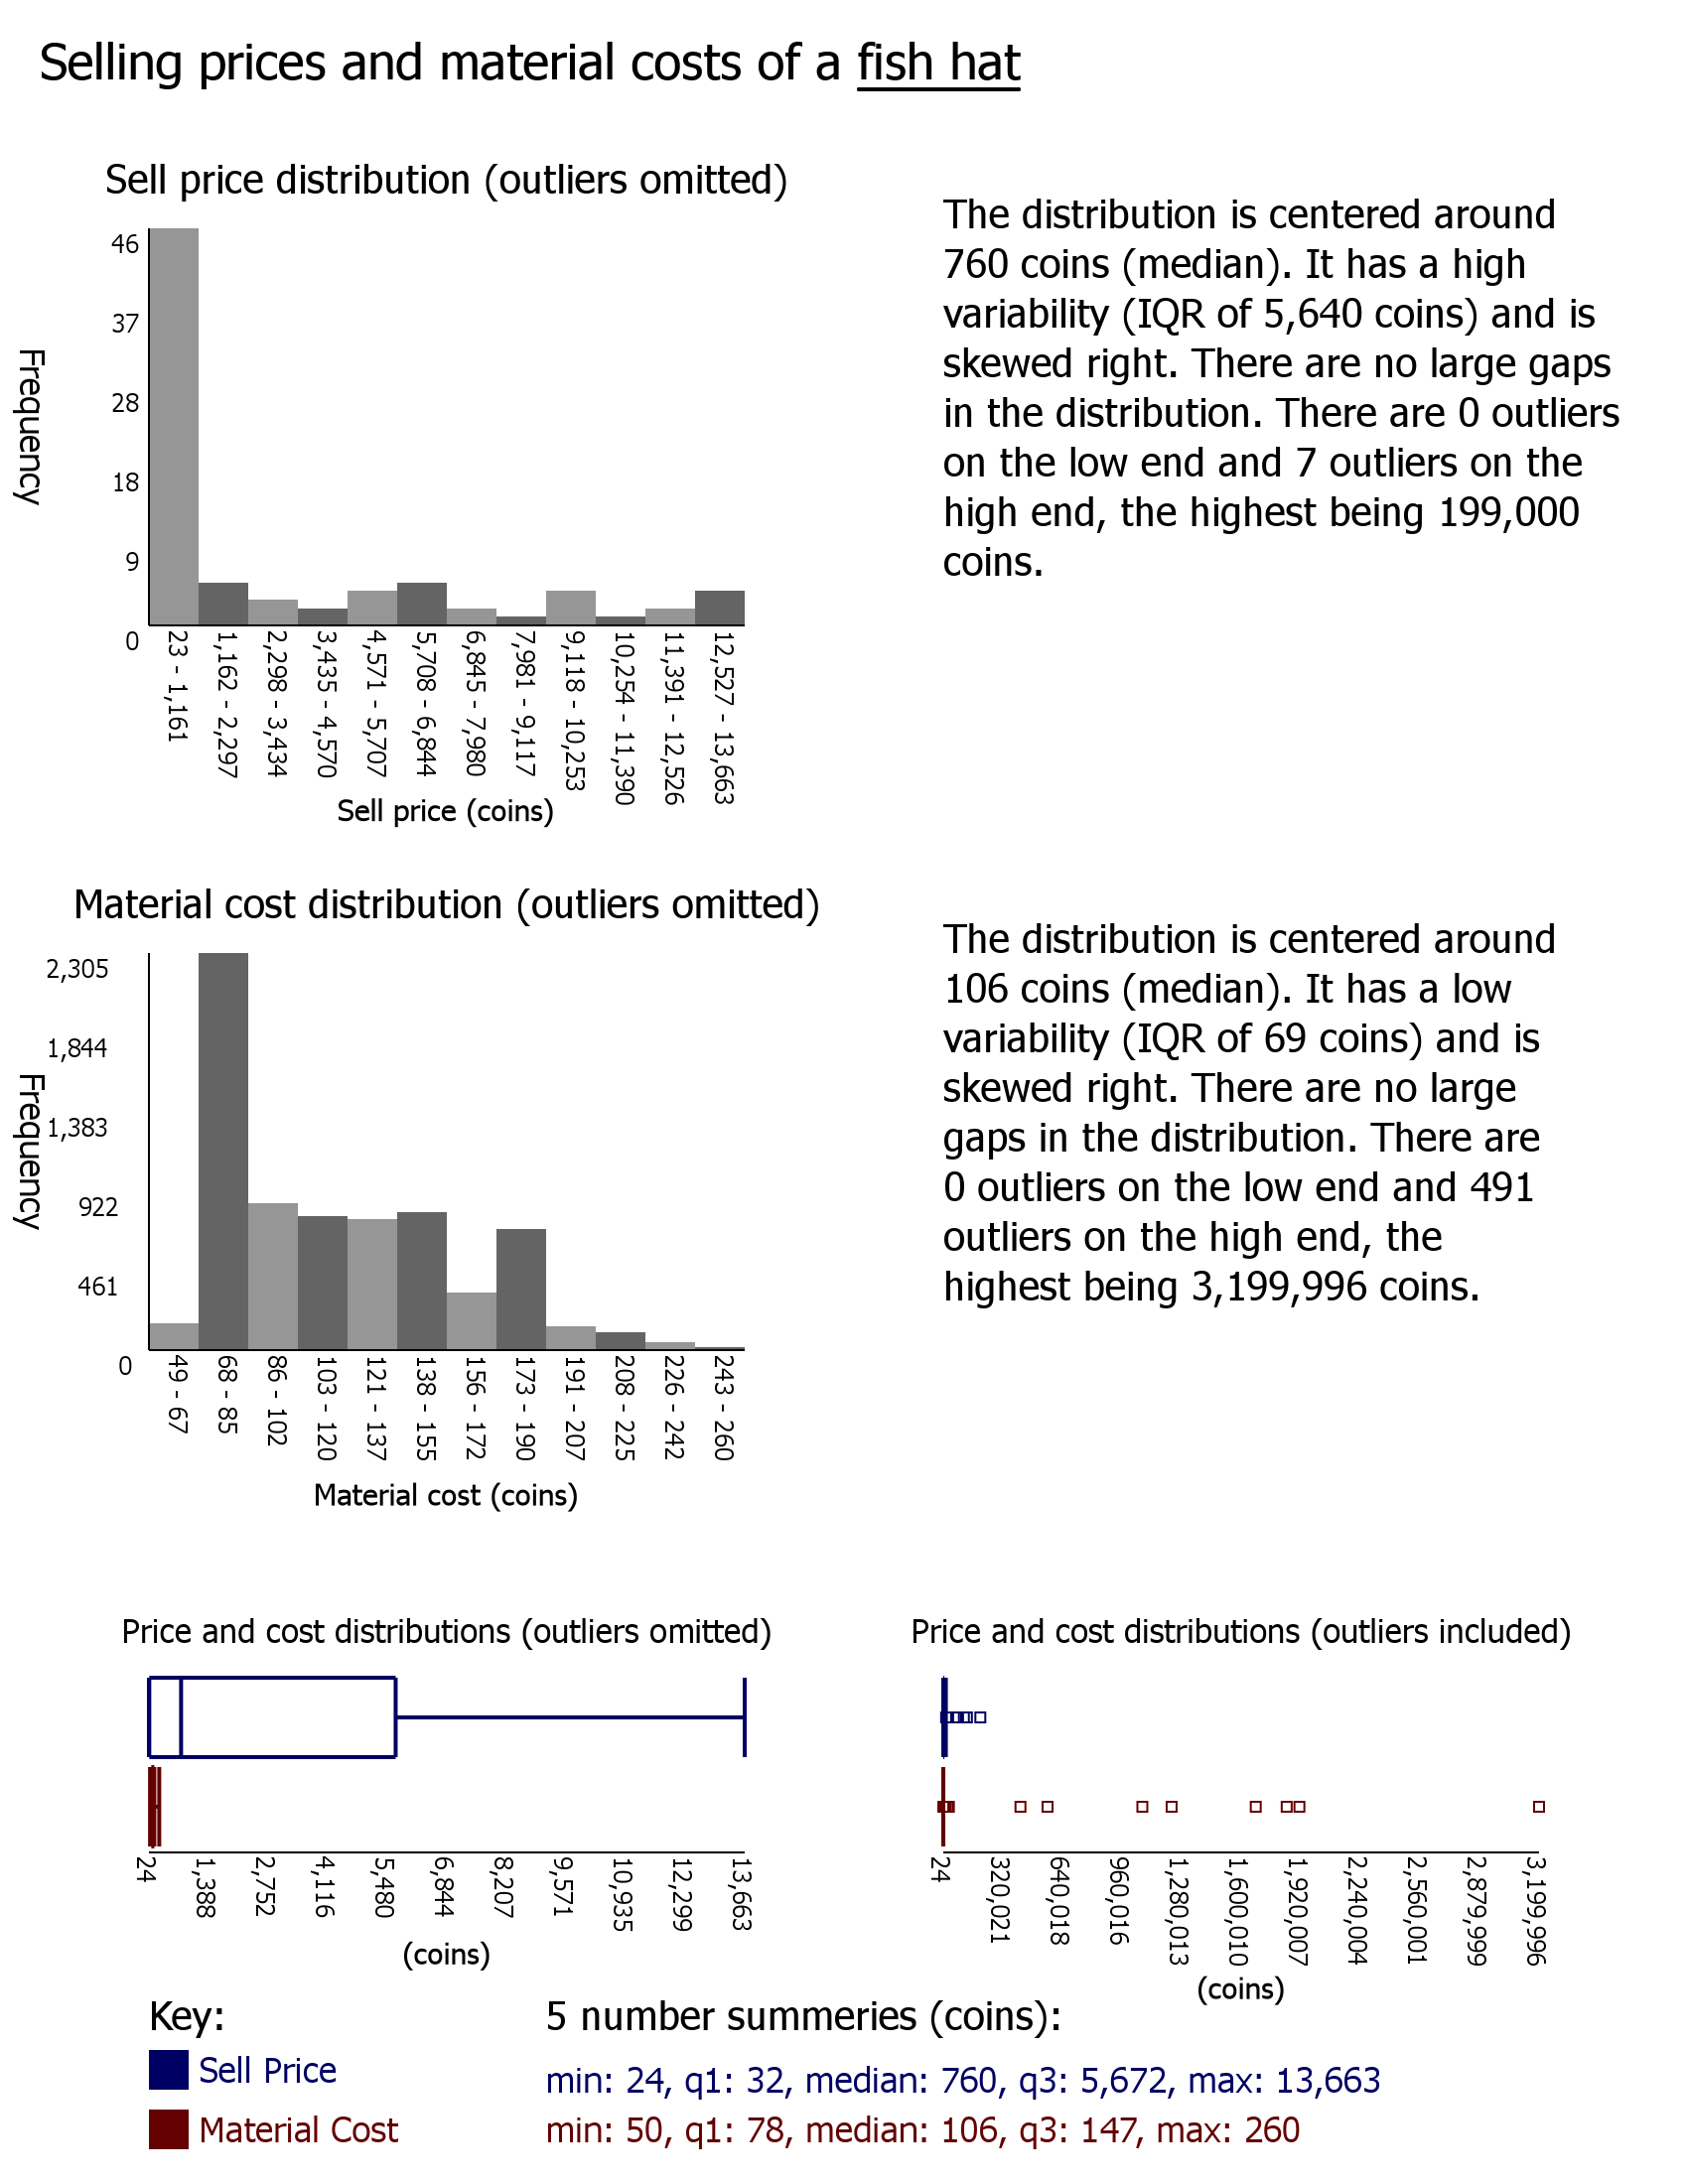 Selling prices and material costs of a fish hat
Sell price distribution (outliers omitted)
46
37
28
18
9
0
Frequency
23 - 1,161
1,162 - 2,297
2,298 - 3,434
3,435 - 4,570
4,571 - 5,707
5,708 - 6,844
6,845 - 7,980
7,981 - 9,117
9,118 - 10,253
10,254 - 11,390
11,391 - 12,526
12,527 - 13,663
Sell price (coins)
The distribution is centered around
760 coins (median). It has a high
variability (IQR of 5,640 coins) and is
skewed right. There are no large gaps
in the distribution. There are 0 outliers
on the low end and 7 outliers on the
high end, the highest being 199,000
coins.
Material cost distribution (outliers omitted)
2,305
1,844
1,383
922
461
0
Frequency
49 - 67
68 - 85
86 - 102
103 - 120
121 - 137
138 - 155
156 - 172
173 - 190
191 - 207
208 - 225
226 - 242
243 - 260
Material cost (coins)
The distribution is centered around
106 coins (median). It has a low
variability (IQR of 69 coins) and is
skewed right. There are no large
gaps in the distribution. There are
0 outliers on the low end and 491
outliers on the high end, the
highest being 3,199,996 coins.
Price and cost distributions (outliers omitted)
24
1,388
2,752
4,116
5,480
6,844
8,207
9,571
10,935
12,299
13,663
(coins)
Price and cost distributions (outliers included)
24
320,021
640,018
960,016
1,280,013
1,600,010
1,920,007
2,240,004
2,560,001
2,879,999
3,199,996
(coins)
Key:
Sell Price
Material Cost
5 number summeries (coins):
min: 24, q1: 32, median: 760, q3: 5,672, max: 13,663
min: 50, q1: 78, median: 106, q3: 147, max: 260